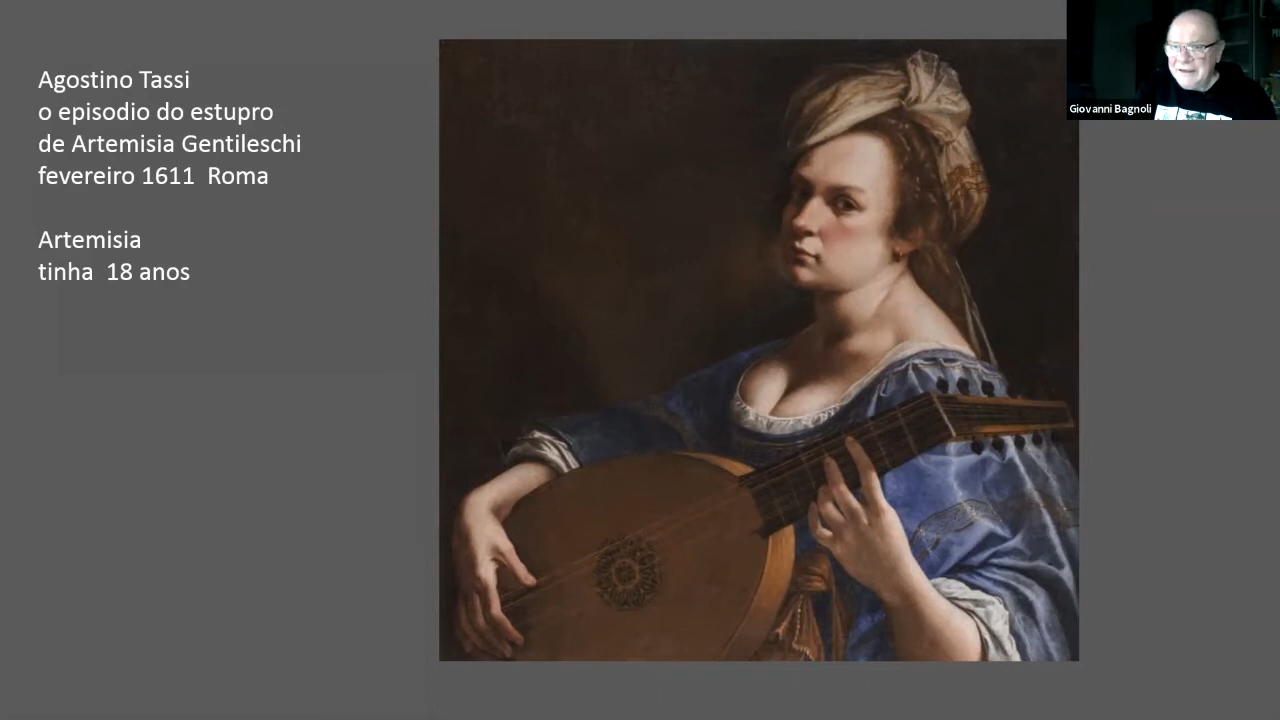 Agostino Tassi
o episodio do estupro
de Artemisia Gentileschi
fevereiro 1611  Roma
Artemisia
tinha  18 anos
Giovanni Bagnoli